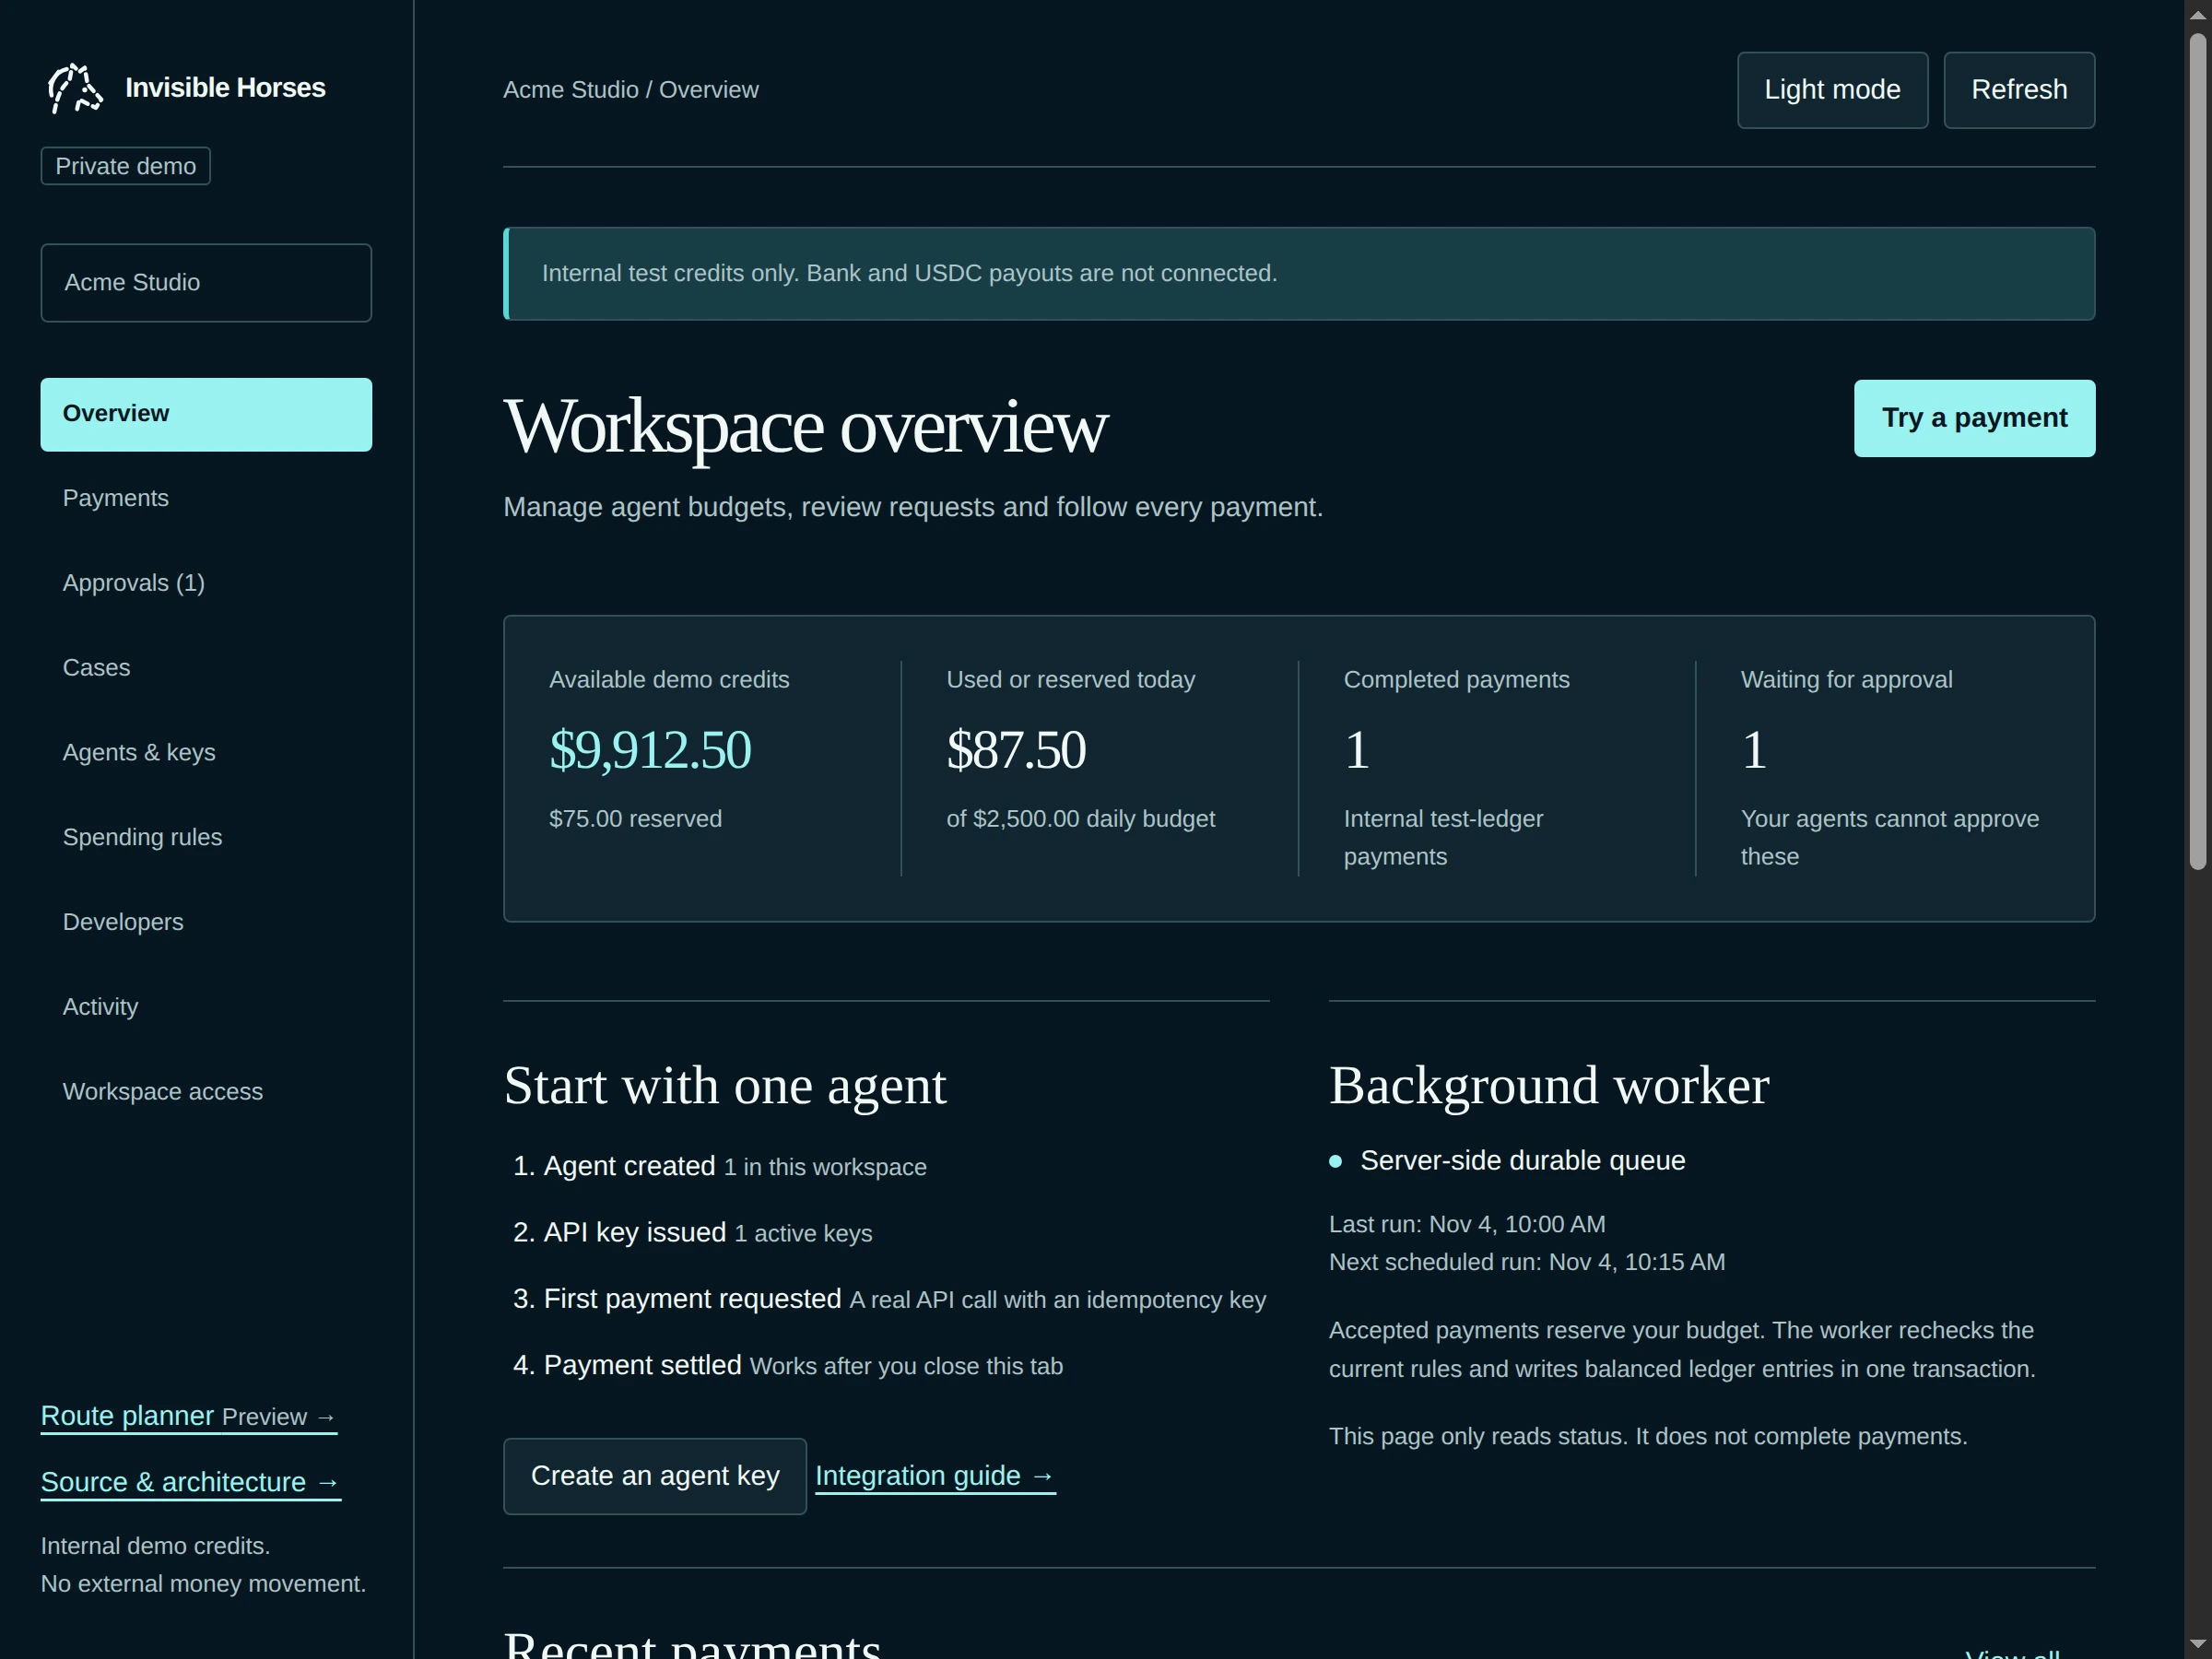 Invisible Horses
Private demo
Acme Studio
Overview
Payments
Approvals (1)
Cases
Agents & keys
Spending rules
Developers
Activity
Workspace access
Route planner Preview →
Source & architecture →
Internal demo credits.
No external money movement.
Acme Studio / Overview
Light mode
Refresh
Internal test credits only. Bank and USDC payouts are not connected.
Workspace overview
Try a payment
Manage agent budgets, review requests and follow every payment.
Available demo credits
$9,912.50
$75.00 reserved
Used or reserved today
$87.50
of $2,500.00 daily budget
Completed payments
1
Internal test-ledger
payments
Waiting for approval
1
Your agents cannot approve
these
Start with one agent
1. Agent created 1 in this workspace
2. API key issued 1 active keys
3. First payment requested A real API call with an idempotency key
4. Payment settled Works after you close this tab
Create an agent key
Integration guide →
Background worker
Server-side durable queue
Last run: Nov 4, 10:00 AM
Next scheduled run: Nov 4, 10:15 AM
Accepted payments reserve your budget. The worker rechecks the
current rules and writes balanced ledger entries in one transaction.
This page only reads status. It does not complete payments.
Recent payments
View all